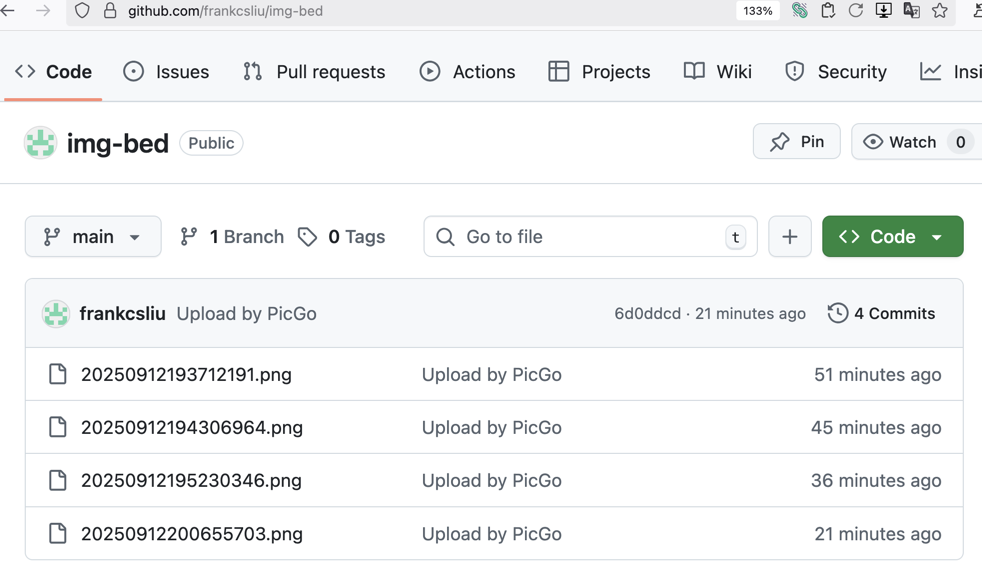 github.com/frankcsliu/img-bed 133%
Code Issues Pull requests Actions Projects Wiki Security Insi
img-bed Public Pin Watch 0
main 1 Branch 0 Tags Go to file t Code
frankcsliu Upload by PicGo 6d0ddcd · 21 minutes ago 4 Commits
20250912193712191.png Upload by PicGo 51 minutes ago
20250912194306964.png Upload by PicGo 45 minutes ago
20250912195230346.png Upload by PicGo 36 minutes ago
20250912200655703.png Upload by PicGo 21 minutes ago